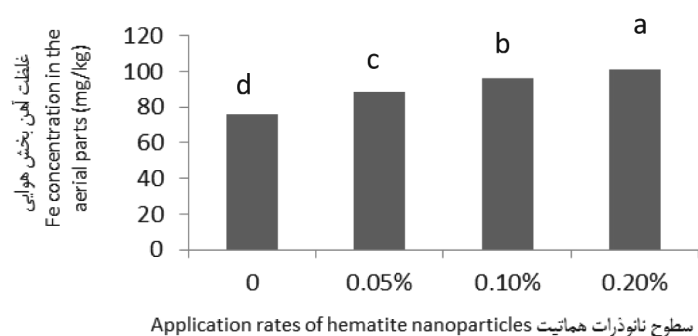 غلظت آهن بخش هوایی
Fe concentration in the
aerial parts (mg/kg)
120
100
80
60
40
20
0
d
c
b
a
0
0.05%
0.10%
0.20%
Application rates of hematite nanoparticles سطوح نانوذرات هماتیت